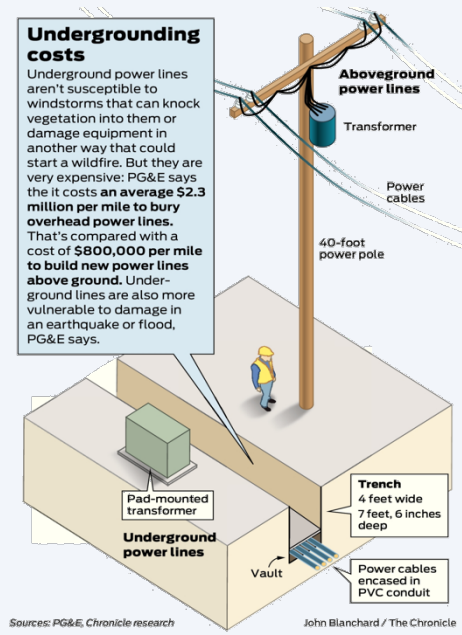 Undergrounding
costs
Underground power lines
aren't susceptible to
windstorms that can knock
vegetation into them or
damage equipment in
another way that could
start a wildfire. But they are
very expensive: PG&E says
the it costs an average $2.3
million per mile to bury
overhead power lines.
That's compared with a
cost of $800,000 per mile
to build new power lines
above ground. Under-
ground lines are also more
vulnerable to damage in
an earthquake or flood,
PG&E says.
Aboveground
power lines
Transformer
Power
cables
40-foot
power pole
Pad-mounted
transformer
Underground
power lines
Trench
4 feet wide
7 feet, 6 inches
deep
Vault
Power cables
encased in
PVC conduit
Sources: PG&E, Chronicle research
John Blanchard / The Chronicle